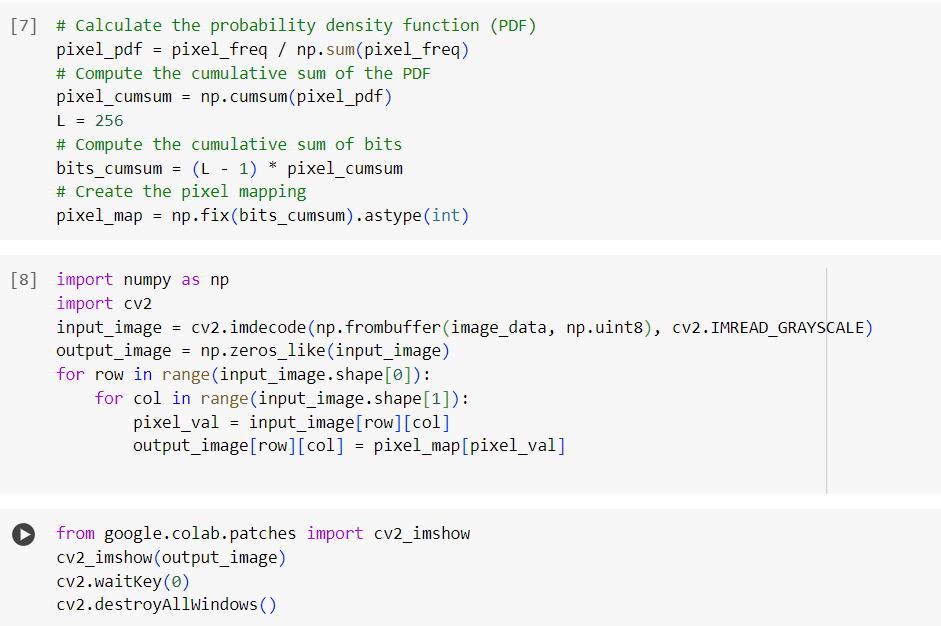 [7] # Calculate the probability density function (PDF)
pixel_pdf = pixel_freq / np.sum(pixel_freq)
# Compute the cumulative sum of the PDF
pixel_cumsum = np.cumsum(pixel_pdf)
L = 256
# Compute the cumulative sum of bits
bits_cumsum = (L - 1) * pixel_cumsum
# Create the pixel mapping
pixel_map = np.fix(bits_cumsum).astype(int)
[8] import numpy as np
import cv2
input_image = cv2.imdecode(np.frombuffer(image_data, np.uint8), cv2.IMREAD_GRAYSCALE)
output_image = np.zeros_like(input_image)
for row in range(input_image.shape[0]):
    for col in range(input_image.shape[1]):
        pixel_val = input_image[row][col]
        output_image[row][col] = pixel_map[pixel_val]
from google.colab.patches import cv2_imshow
cv2_imshow(output_image)
cv2.waitKey(0)
cv2.destroyAllWindows()